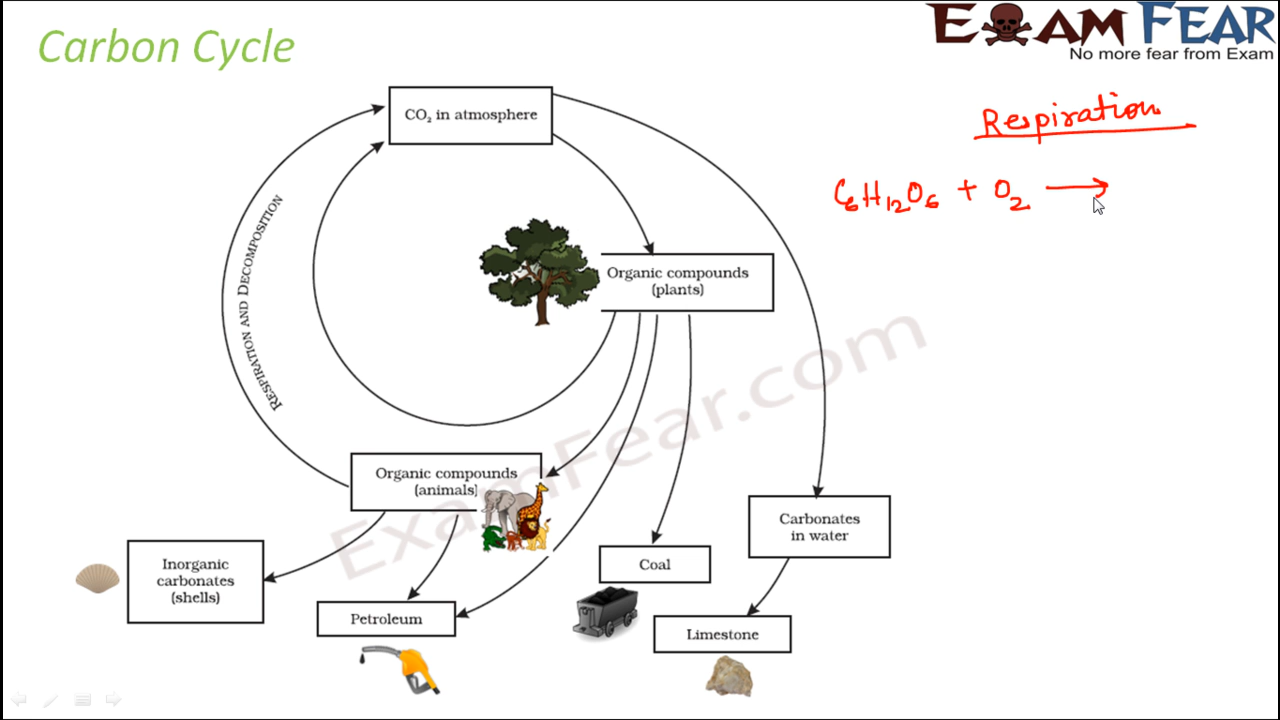 Carbon Cycle
EXAM FEAR
No more fear from Exam
Respiration
C6H12O6 + O2 →
CO₂ in atmosphere
RESPIRATION AND DECOMPOSITION
Organic compounds
(plants)
ExamFear.com
Organic compounds
(animals)
Carbonates
in water
Inorganic
carbonates
(shells)
Coal
Petroleum
Limestone